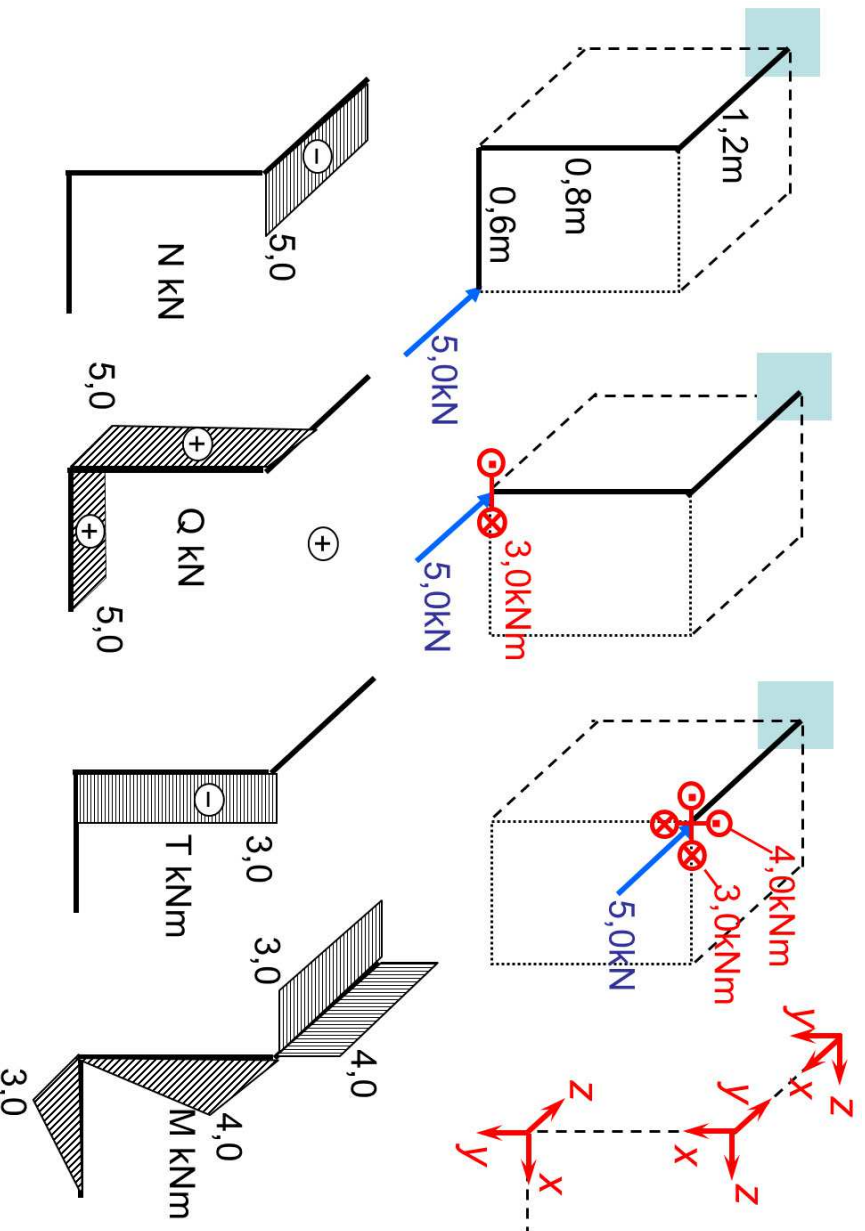 1,2m
0,8m
0,6m
5,0kN
3,0kNm
5,0kN
4,0kNm
3,0kNm
5,0kN
y
z
x
y
z
x
z
y
x
−
5,0
N kN
5,0
+
+
5,0
Q kN
+
−
3,0
T kNm
3,0
4,0
4,0
3,0
M kNm